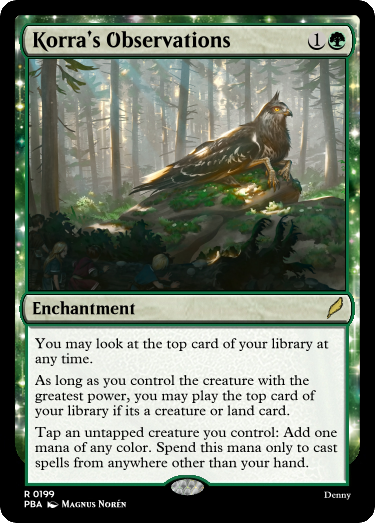 Korra's Observations 1
Enchantment
You may look at the top card of your library at
any time.
As long as you control the creature with the
greatest power, you may play the top card of
your library if its a creature or land card.
Tap an untapped creature you control: Add one
mana of any color. Spend this mana only to cast
spells from anywhere other than your hand.
R 0199
PBA Magnus Norén
Denny